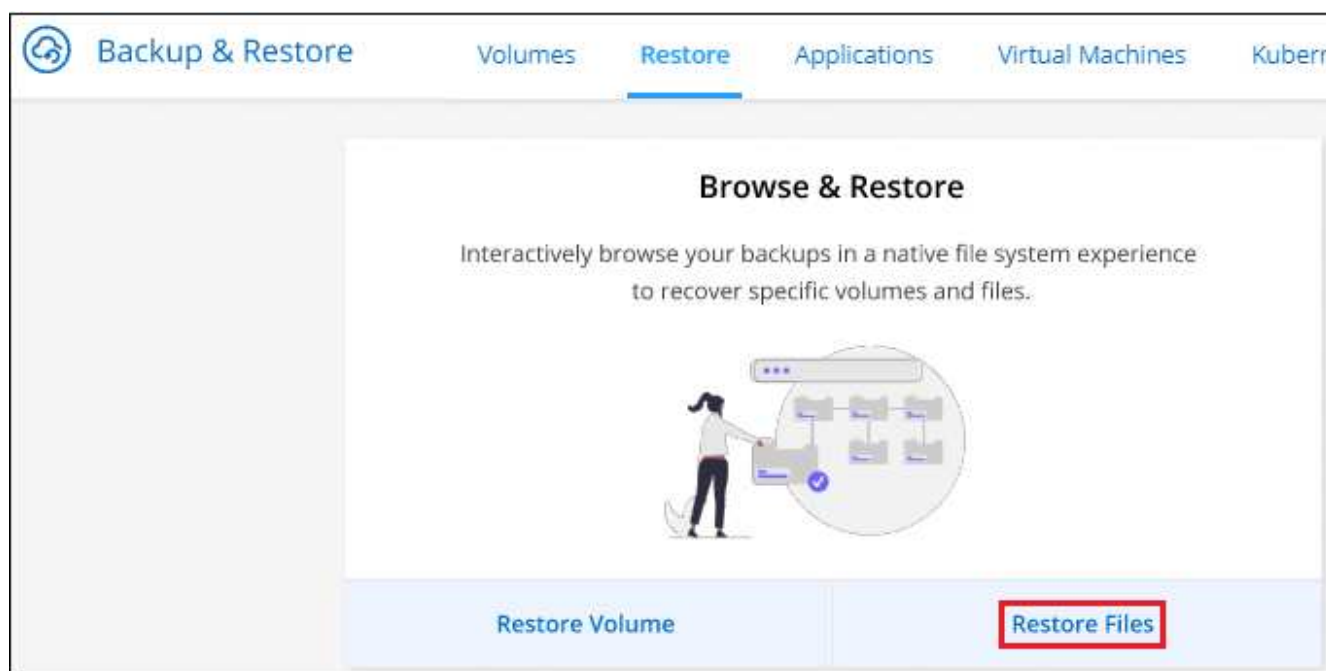 Backup & Restore Volumes Restore Applications Virtual Machines Kubern
Browse & Restore
Interactively browse your backups in a native file system experience
to recover specific volumes and files.
Restore Volume Restore Files